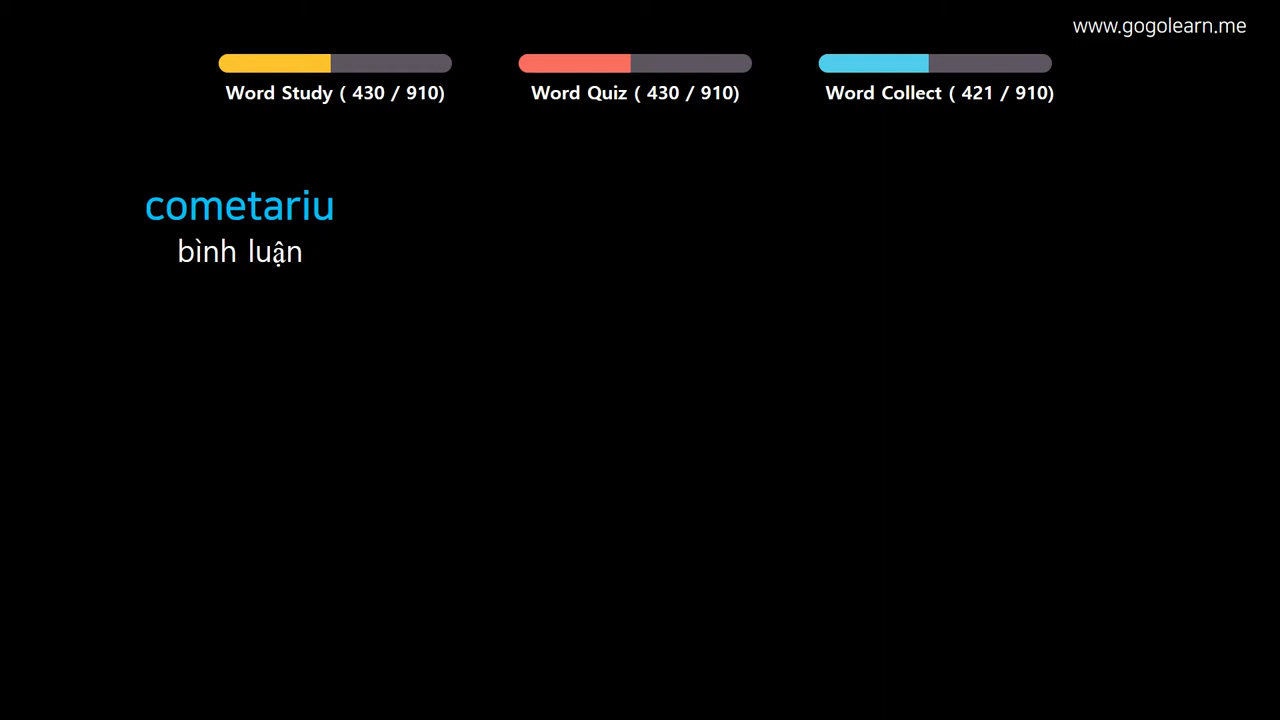 www.gogolearn.me
Word Study ( 430 / 910)
Word Quiz ( 430 / 910)
Word Collect ( 421 / 910)
cometariu
bình luận